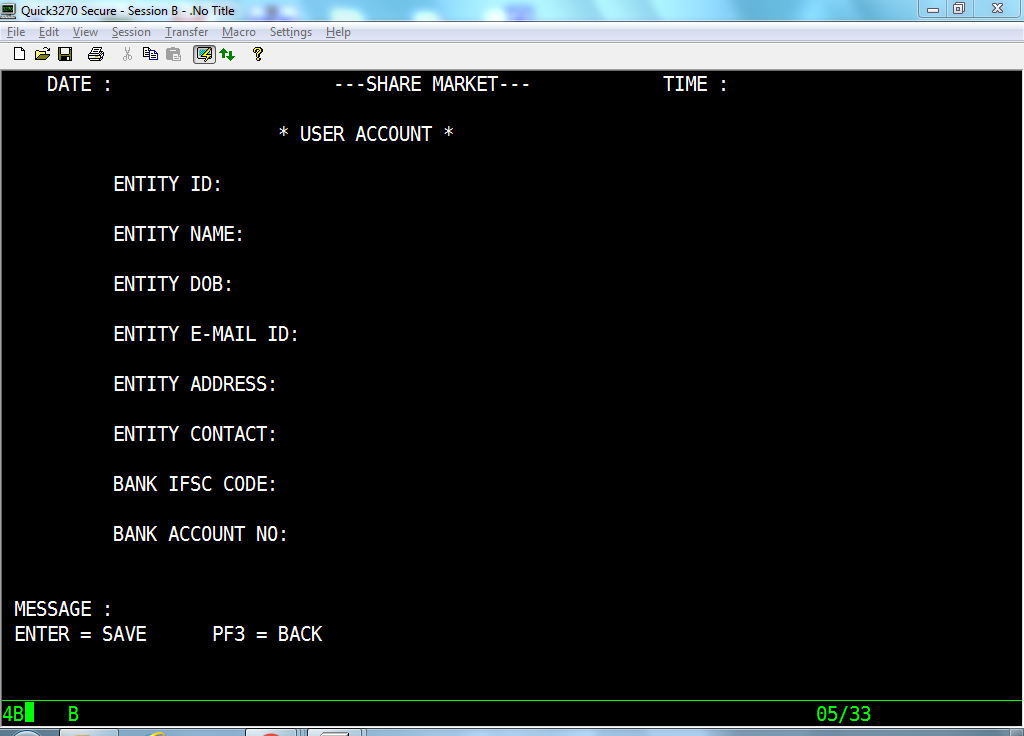 Quick3270 Secure - Session B - .No Title
File Edit View Session Transfer Macro Settings Help
DATE : ---SHARE MARKET--- TIME :
* USER ACCOUNT *
ENTITY ID:
ENTITY NAME:
ENTITY DOB:
ENTITY E-MAIL ID:
ENTITY ADDRESS:
ENTITY CONTACT:
BANK IFSC CODE:
BANK ACCOUNT NO:
MESSAGE :
ENTER = SAVE PF3 = BACK
4B B 05/33